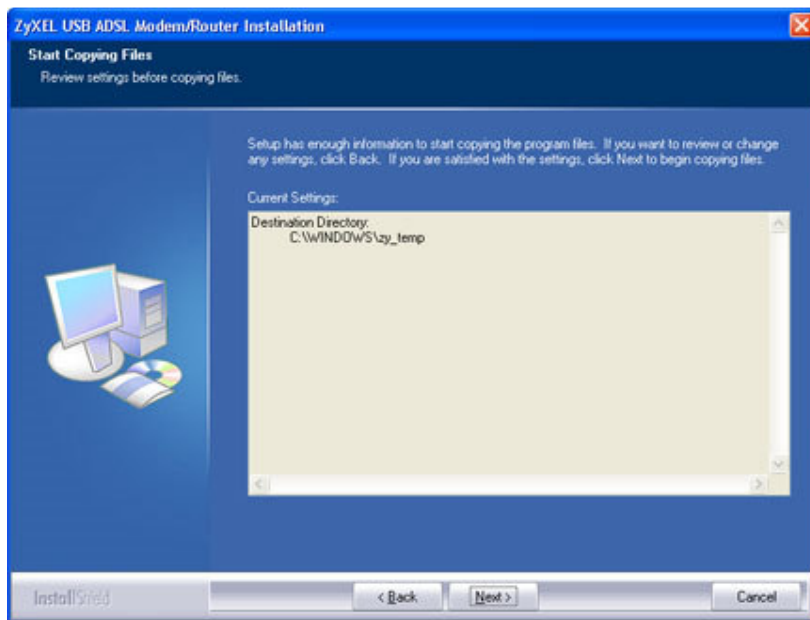 ZyXEL USB ADSL Modem/Router Installation
Start Copying Files
Review settings before copying files.
Setup has enough information to start copying the program files. If you want to review or change
any settings, click Back. If you are satisfied with the settings, click Next to begin copying files.
Current Settings:
Destination Directory:
C:\WINDOWS\zy_temp
InstallShield
< Back
Next >
Cancel